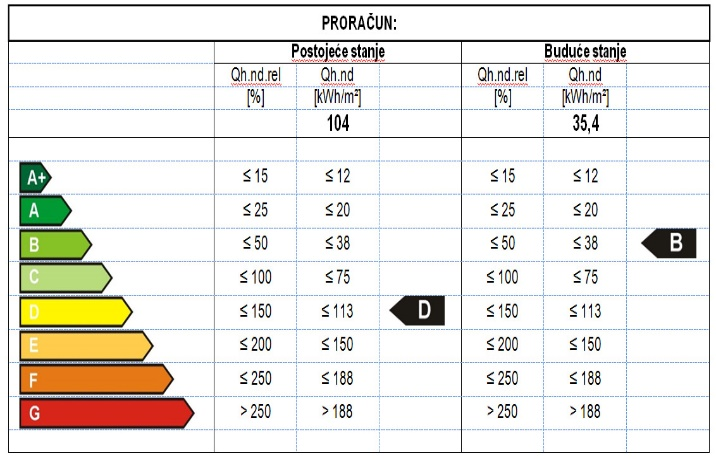 PRORAČUN:
Postojeće stanje Buduće stanje
Qh.nd.rel Qh.nd Qh.nd.rel Qh.nd
[%] [kWh/m²] [%] [kWh/m²]
104 35,4
A+ ≤ 15 ≤ 12 ≤ 15 ≤ 12
A ≤ 25 ≤ 20 ≤ 25 ≤ 20
B ≤ 50 ≤ 38 ≤ 50 ≤ 38 B
C ≤ 100 ≤ 75 ≤ 100 ≤ 75
D ≤ 150 ≤ 113 D ≤ 150 ≤ 113
E ≤ 200 ≤ 150 ≤ 200 ≤ 150
F ≤ 250 ≤ 188 ≤ 250 ≤ 188
G > 250 > 188 > 250 > 188